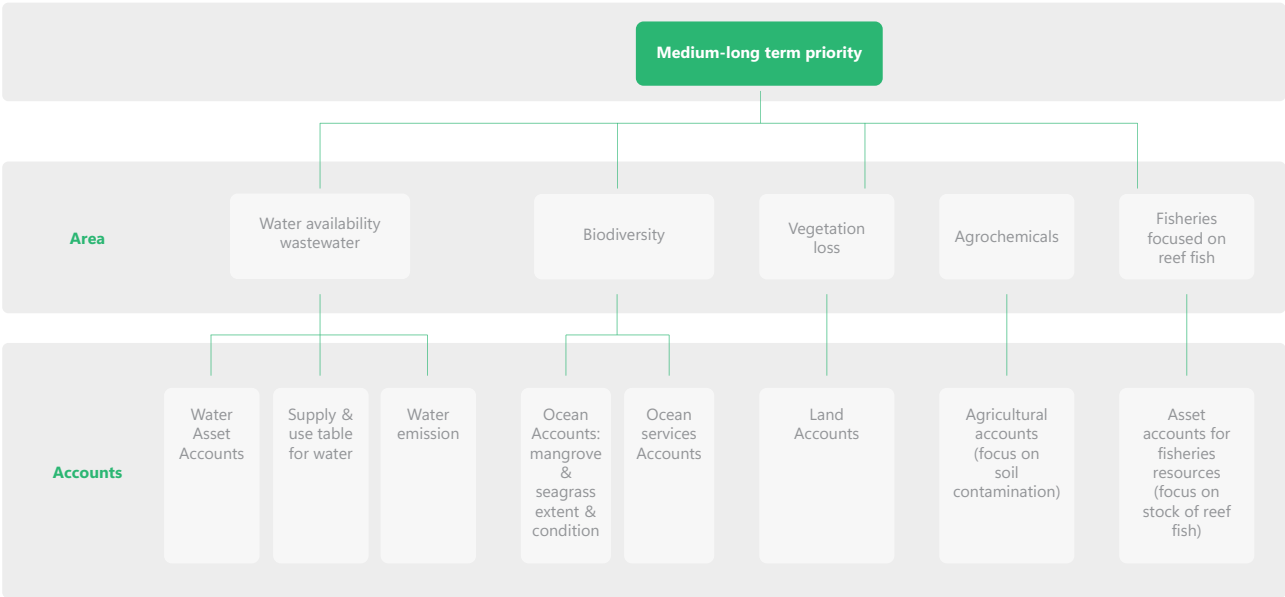 Medium-long term priority
Area
Water availability
wastewater
Biodiversity
Vegetation
loss
Agrochemicals
Fisheries
focused on
reef fish
Accounts
Water
Asset
Accounts
Supply &
use table
for water
Water
emission
Ocean
Accounts:
mangrove
&
seagrass
extent &
condition
Ocean
services
Accounts
Land
Accounts
Agricultural
accounts
(focus on
soil
contamination)
Asset
accounts for
fisheries
resources
(focus on
stock of reef
fish)